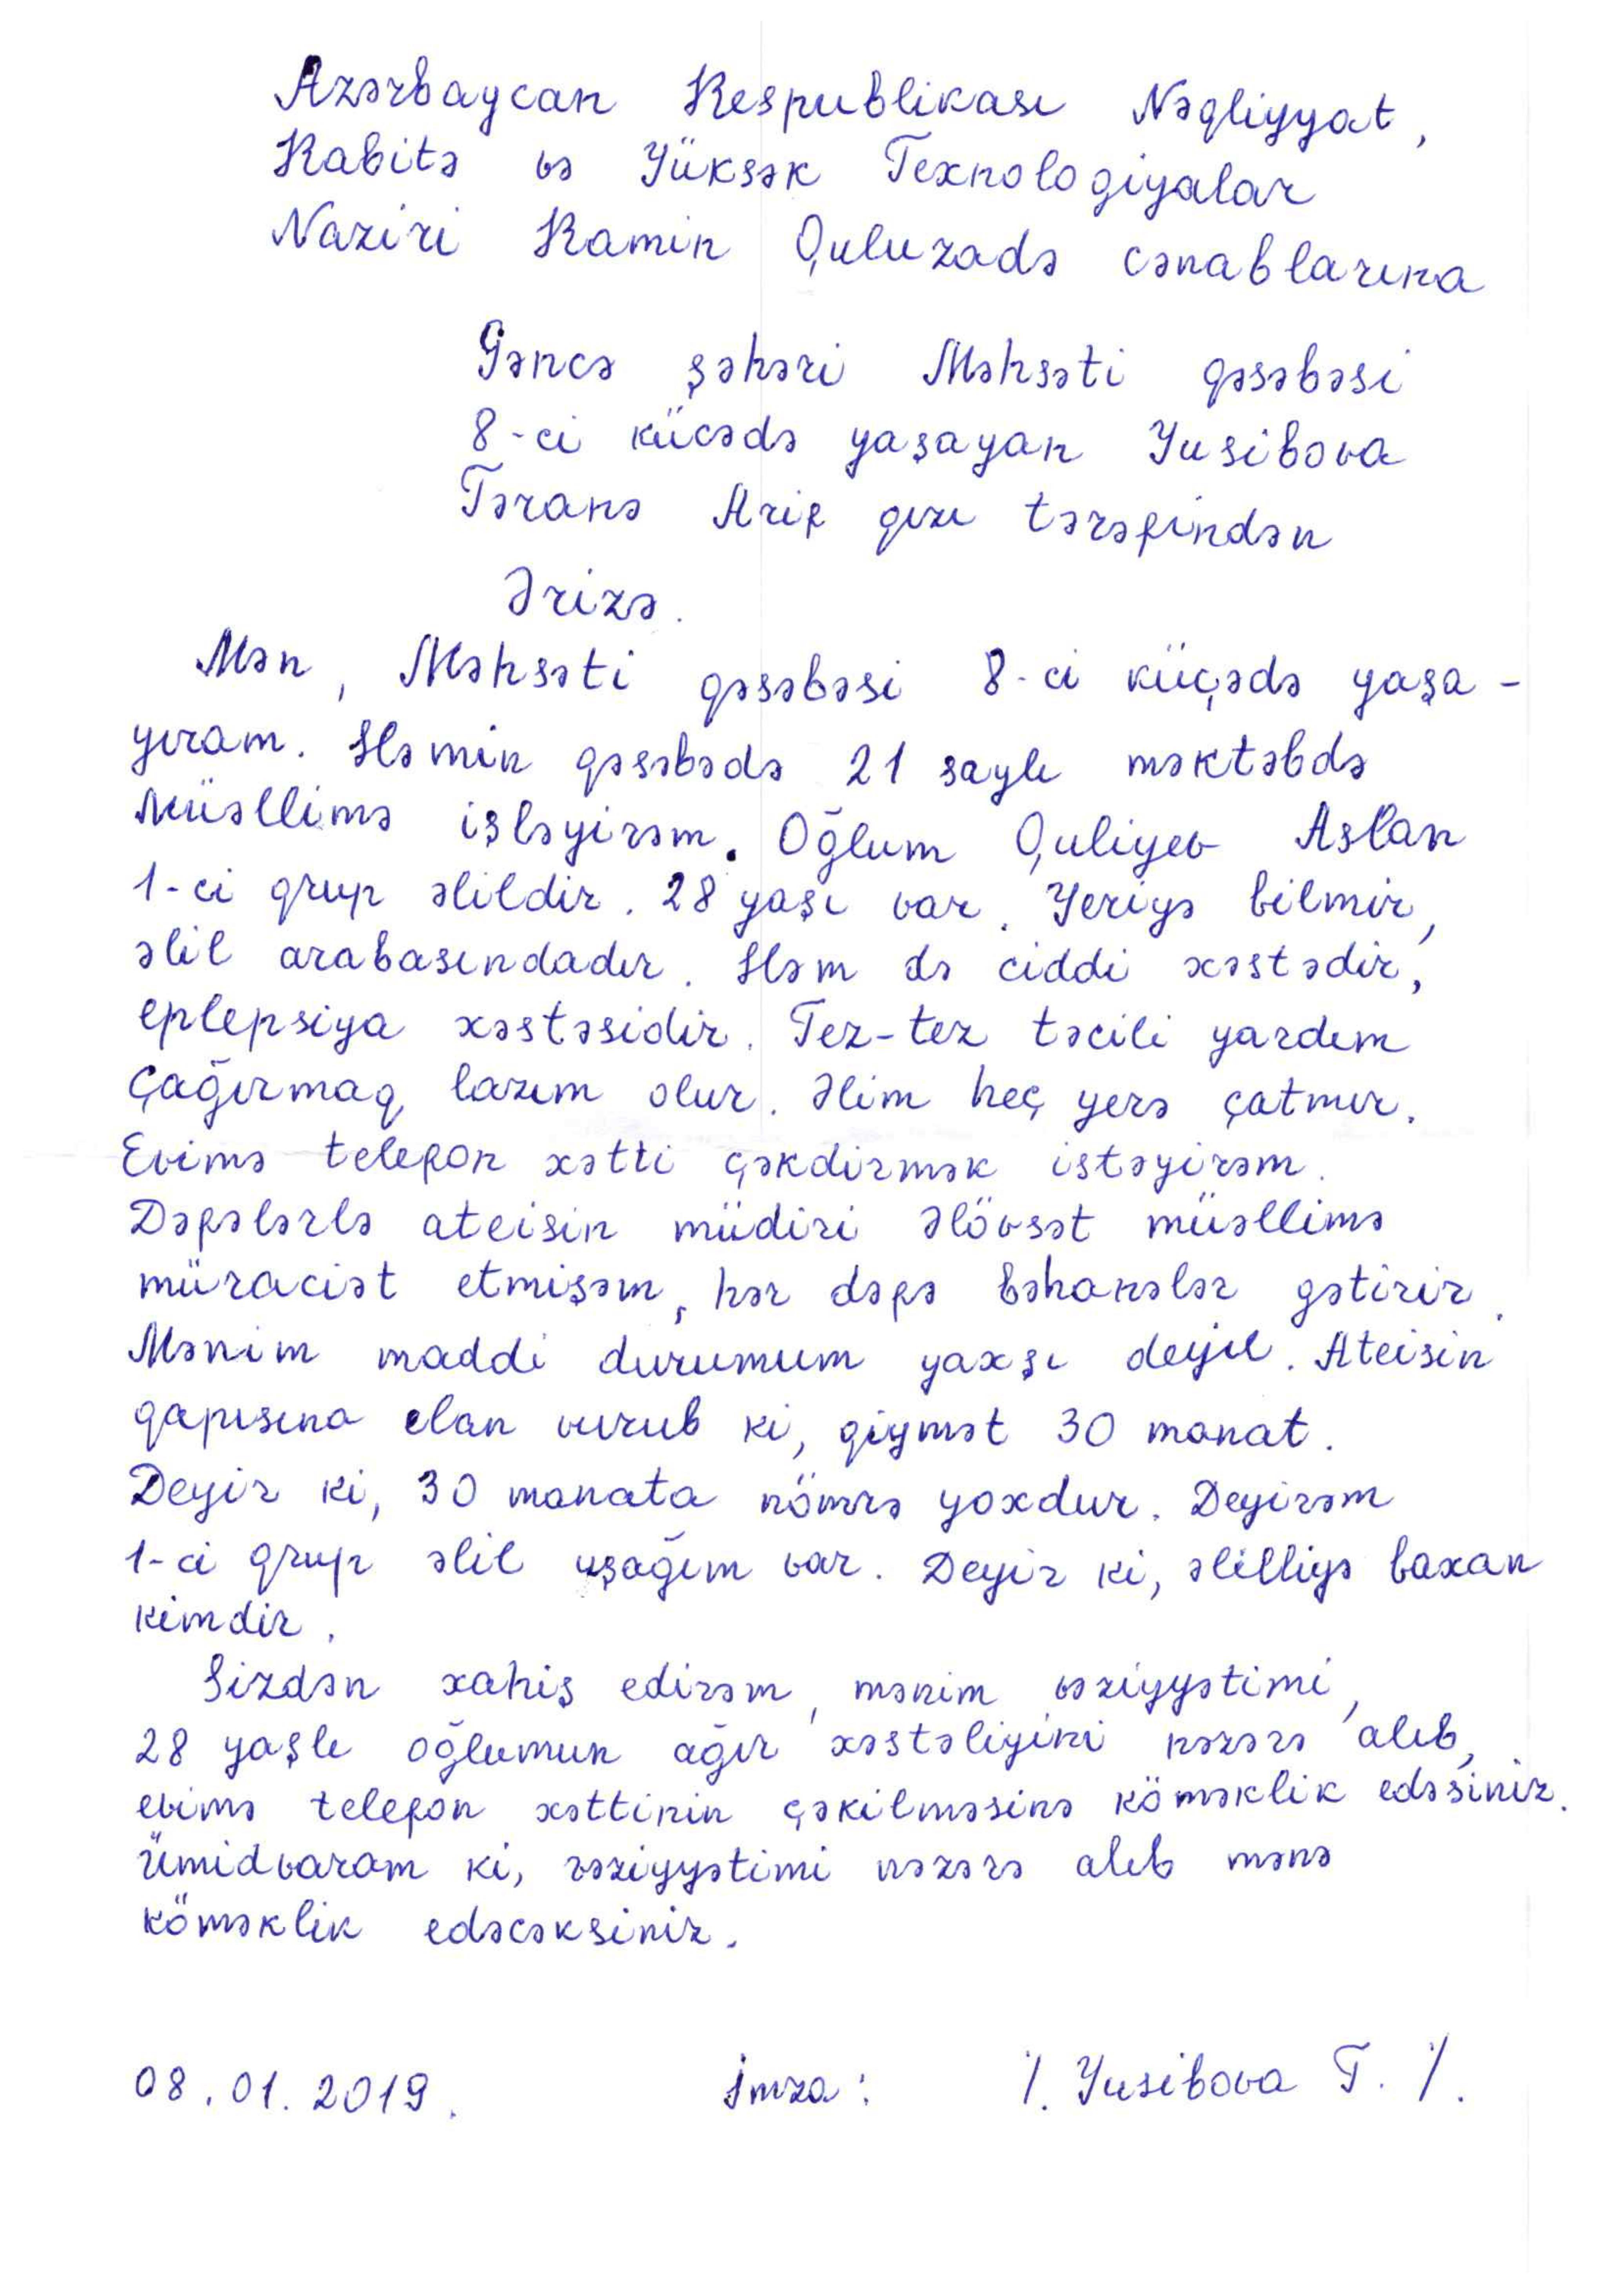 Azərbaycan Respublikası Nəqliyyat,
Rabitə və Yüksək Texnologiyalar
Naziri Ramin Quluzadə cənablarına
Gəncə şəhəri Məhsəti qəsəbəsi
8-ci kücədə yaşayan Yusibova
Təranə Arif qızı tərəfindən
Ərizə.
Mən, Məhsəti qəsəbəsi 8-ci küçədə yaşa-
yıram. Həmin qəsəbədə 21 saylı məktəbdə
müəllimə işləyirəm. Oğlum Quliyev Aslan
1-ci qrup əlildir. 28 yaşı var. Yeriyə bilmir,
əlil arabasındadır. Həm də ciddi xəstədir,
eplepsiya xəstəsidir. Tez-tez təcili yardım
çağırmaq lazım olur. Əlim heç yerə çatmır.
Evimə telefon xətti çəkdirmək istəyirəm.
Dəfələrlə ateisin müdiri Əlövsət müəllimə
müraciət etmişəm, hər dəfə bəhanələr gətirir.
Mənim maddi durumum yaxşı deyil. Ateisin
qapısına elan vurub ki, qiymət 30 manat.
Deyir ki, 30 manata nömrə yoxdur. Deyirəm
1-ci qrup əlil uşağım var. Deyir ki, əlilliyə baxan
kimdir.
Sizdən xahiş edirəm, mənim vəziyyətimi,
28 yaşlı oğlumun ağır xəstəliyini nəzərə alıb,
evimə telefon xəttinin çəkilməsinə köməklik edəsiniz.
Ümidvaram ki, vəziyyətimi nəzərə alıb mənə
köməklik edəcəksiniz.
08.01.2019. İmza: /. Yusibova T. /.